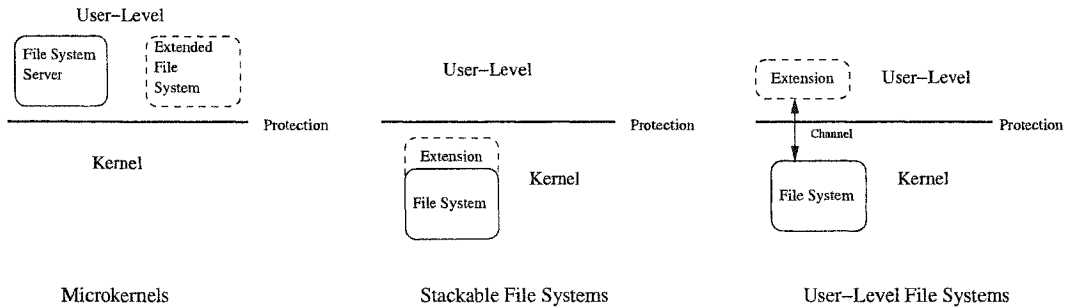 User-Level
File System
Server
Extended
File
System
Protection
Kernel
Microkernels
User-Level
Protection
Extension
Kernel
File System
Stackable File Systems
Extension
User-Level
Channel
Protection
File System
Kernel
User-Level File Systems